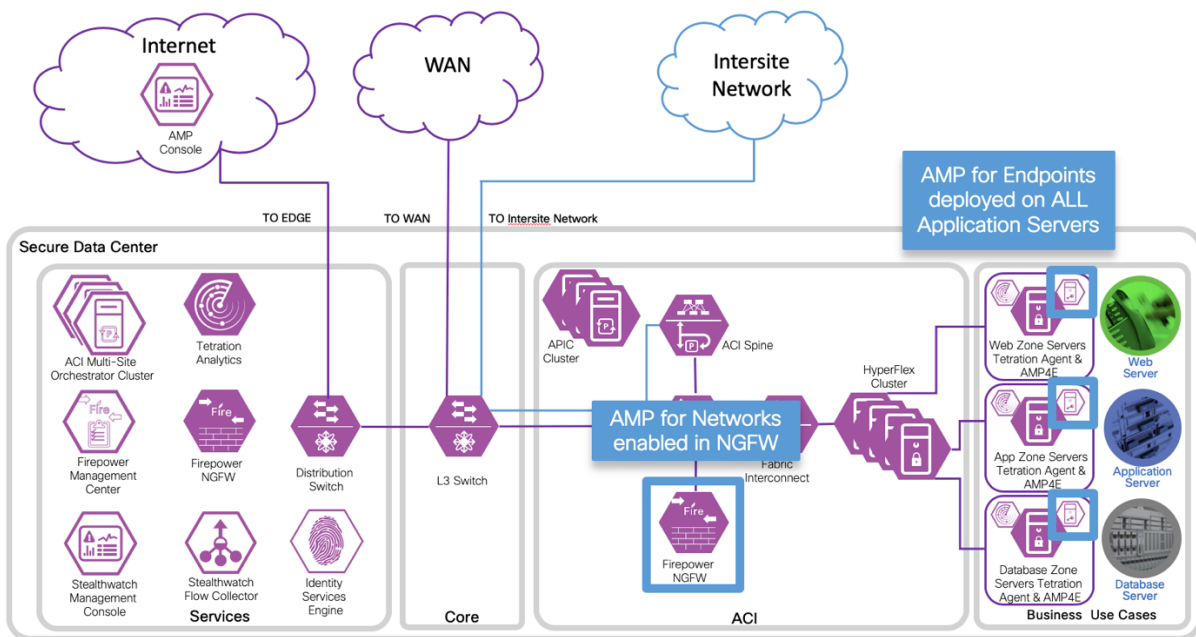 Internet
AMP
Console
WAN
Intersite
Network
TO EDGE
TO WAN
TO Intersite Network
AMP for Endpoints
deployed on ALL
Application Servers
Secure Data Center
ACI Multi-Site
Orchestrator Cluster
Tetration
Analytics
Fire
Firepower
Management
Center
Fire
Firepower
NGFW
Distribution
Switch
Stealthwatch
Management
Console
Stealthwatch
Flow Collector
Identity
Services
Engine
Services
L3 Switch
Core
P
APIC
Cluster
P
ACI Spine
AMP for Networks
enabled in NGFW
Fabric
Interconnect
HyperFlex
Cluster
Fire
Firepower
NGFW
ACI
Web Zone Servers
Tetration Agent &
AMP4E
Web
Server
App Zone Servers
Tetration Agent &
AMP4E
Application
Server
Database Zone
Servers Tetration
Agent & AMP4E
Database
Server
Business Use Cases